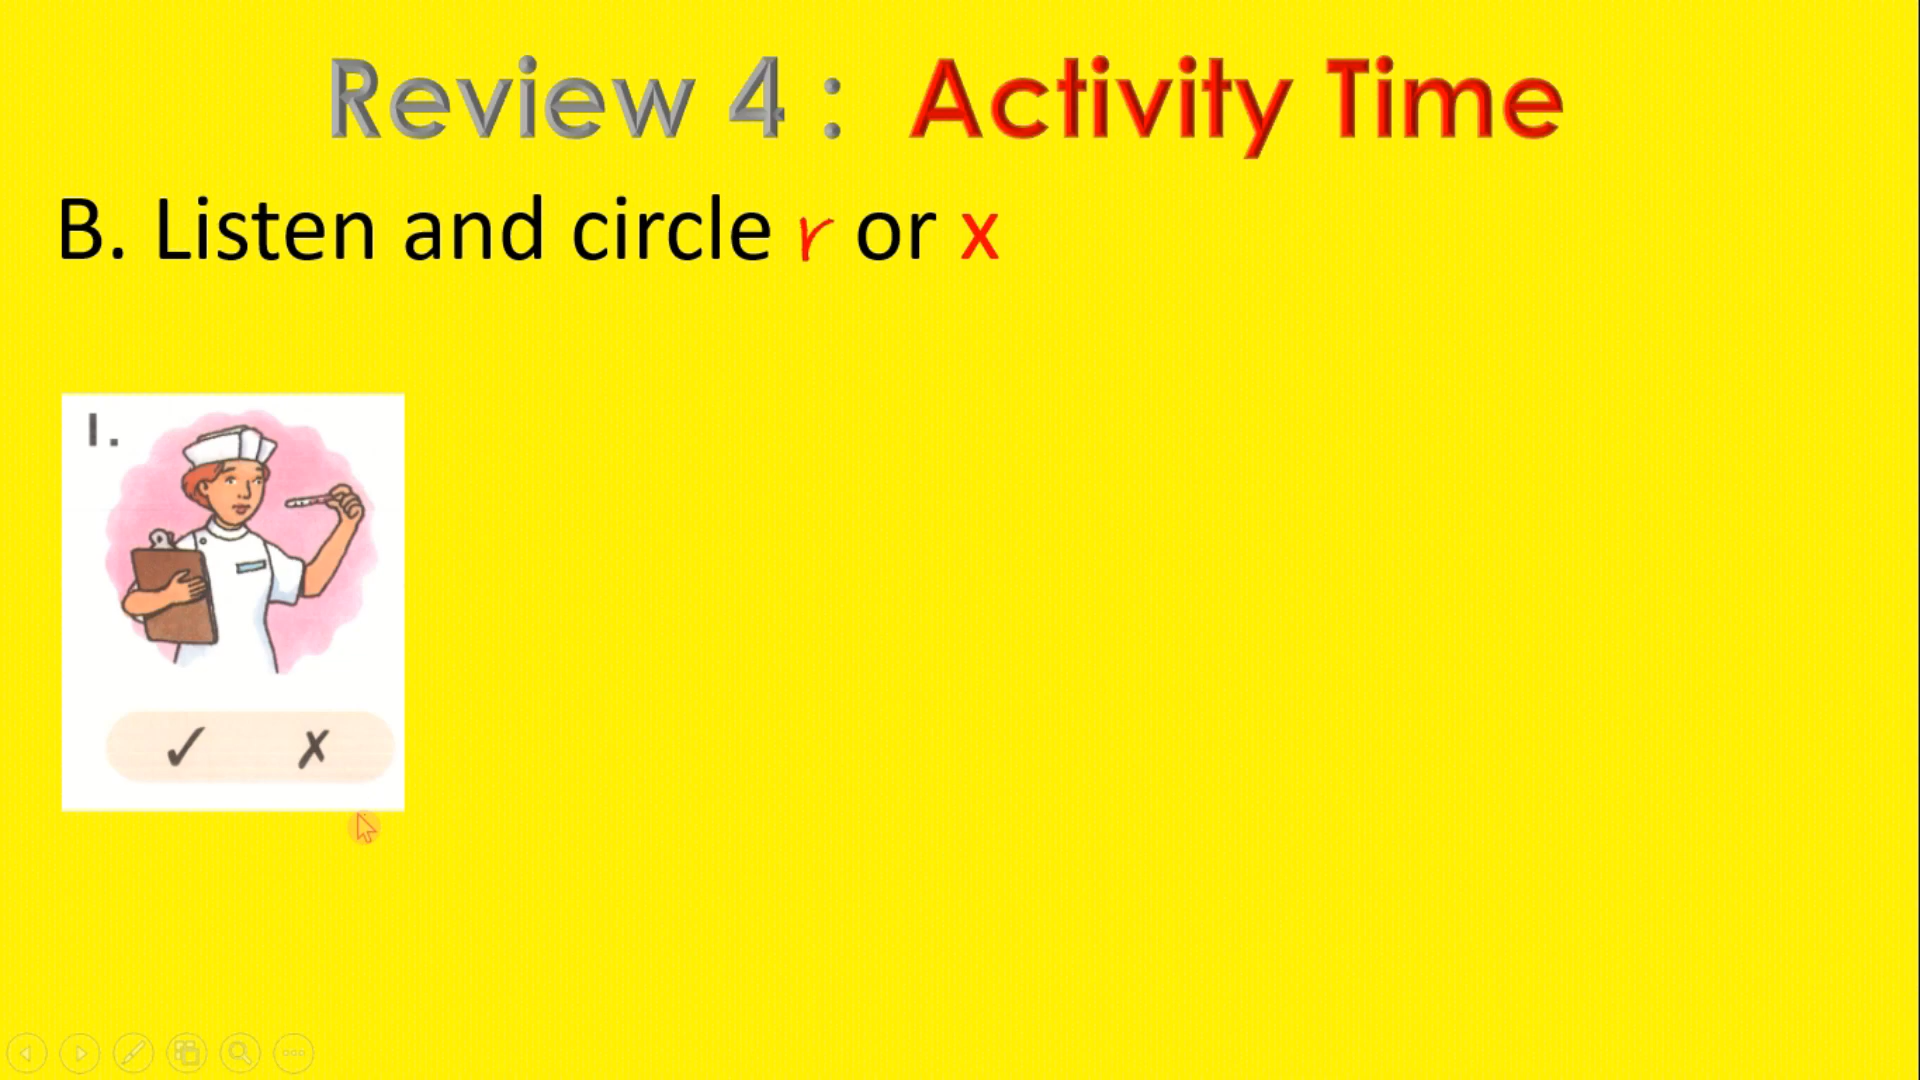 Review 4 : Activity Time
B. Listen and circle r or x
1.
✓ ✗